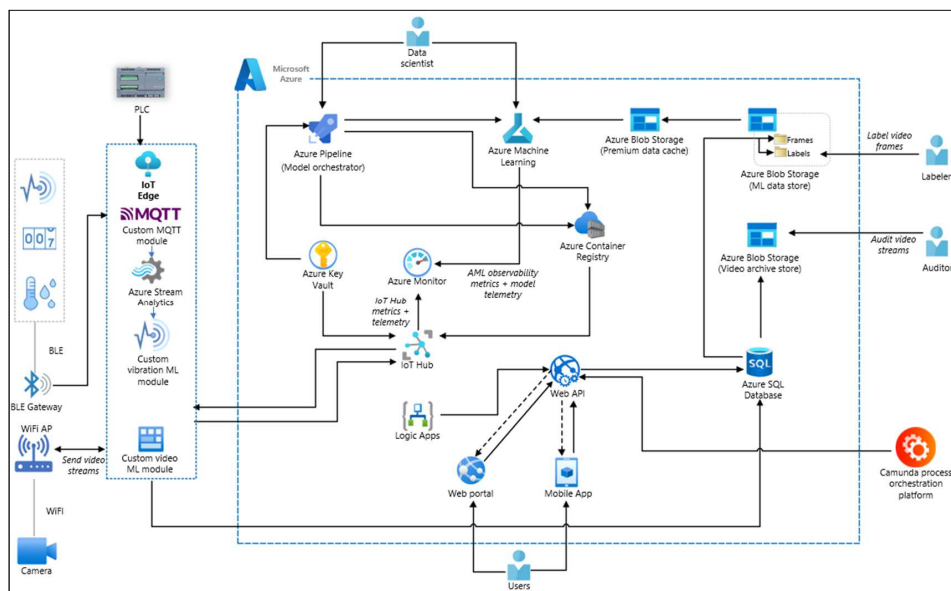 Data
scientist
Microsoft
Azure
PLC
IoT
Edge
MQTT
Custom MQTT
module
Azure Stream
Analytics
Custom
vibration ML
module
Custom video
ML module
007
BLE
BLE Gateway
WiFi AP
Send video
streams
WiFI
Camera
Azure Pipeline
(Model orchestrator)
Azure Machine
Learning
Azure Blob Storage
(Premium data cache)
Frames
Labels
Azure Blob Storage
(ML data store)
Label video
frames
Labeler
Azure Key
Vault
Azure Monitor
AML observability
metrics + model
telemetry
Azure Container
Registry
Azure Blob Storage
(Video archive store)
Audit video
streams
Auditor
IoT Hub
metrics +
telemetry
IoT Hub
Logic Apps
Web API
SQL
Azure SQL
Database
Web portal
Mobile App
Camunda process
orchestration
platform
Users